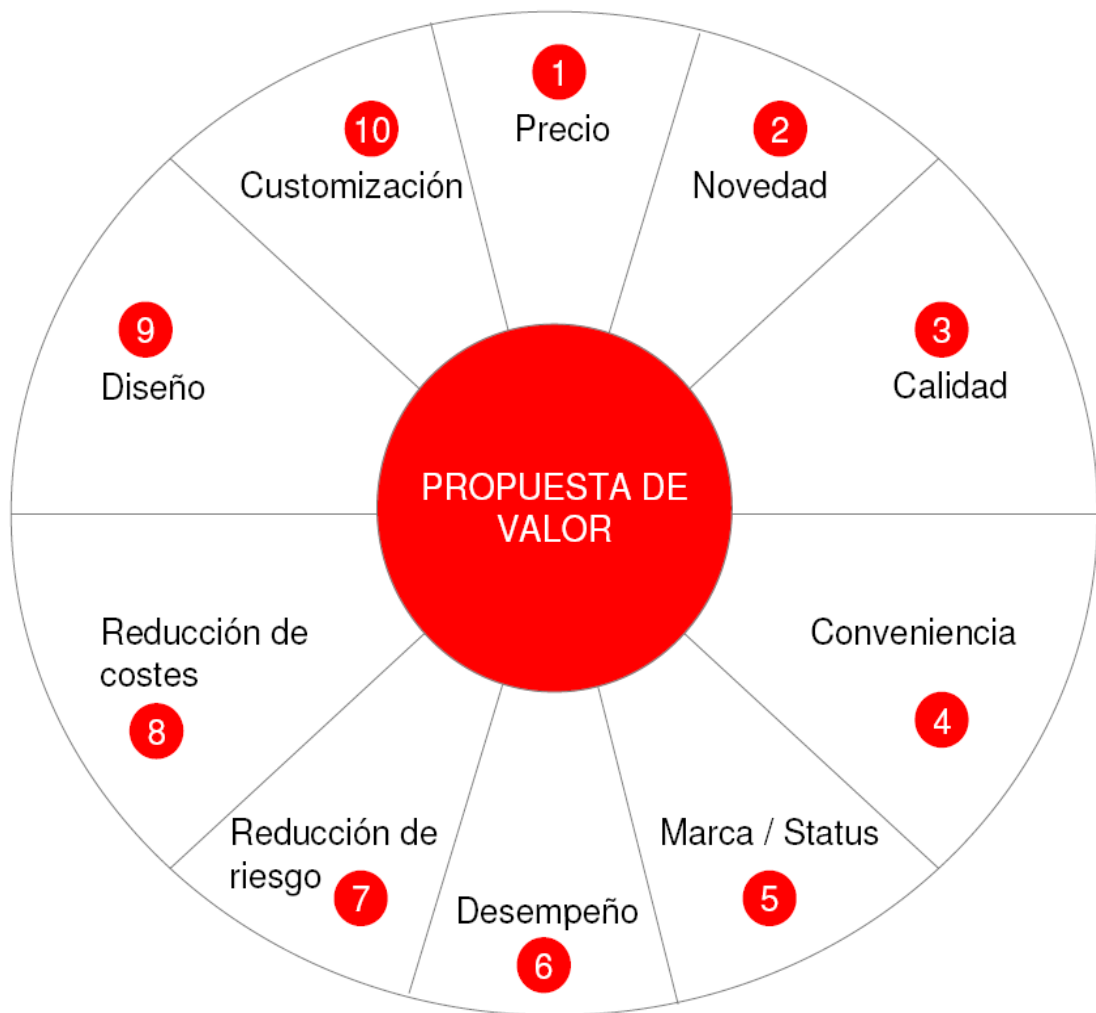 1
Precio
2
Novedad
3
Calidad
Conveniencia
4
Marca / Status
5
Desempeño
6
Reducción de
riesgo
7
Reducción de
costes
8
9
Diseño
10
Customización
PROPUESTA DE
VALOR